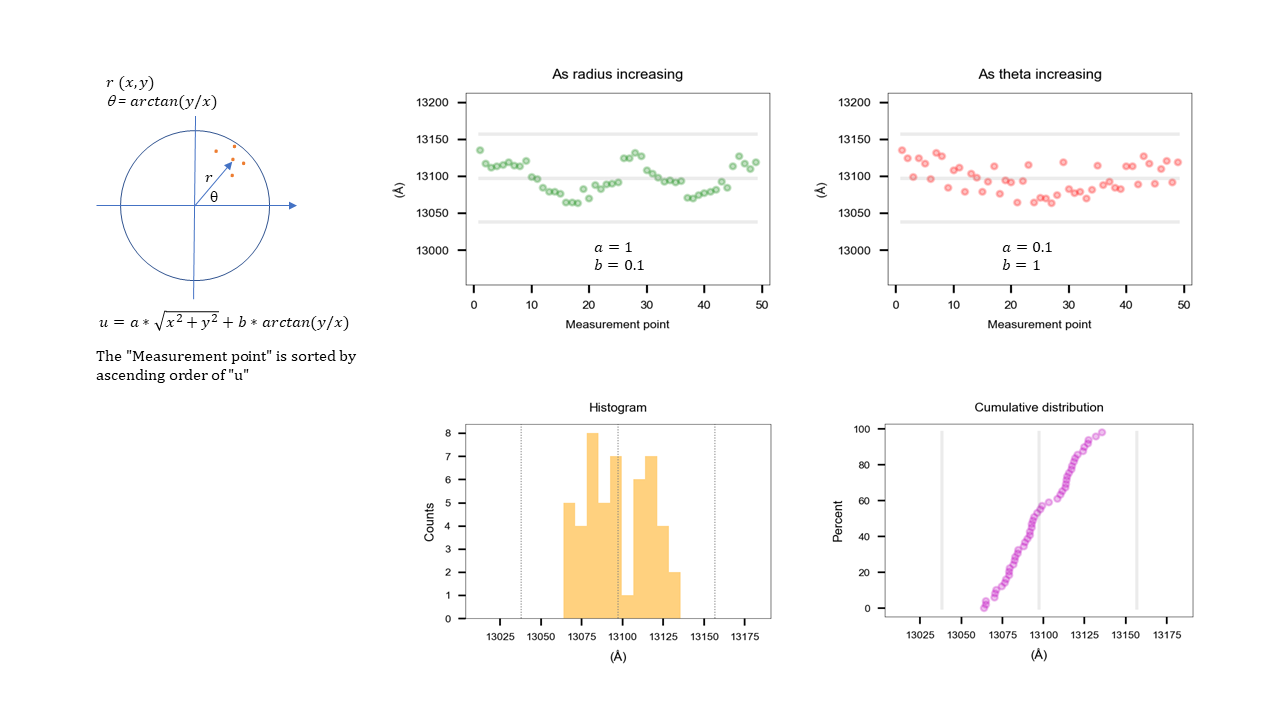 r (x,y)
θ= arctan(y/x)
r
θ
u = a ∗ √(x² + y²) + b ∗ arctan(y/x)
The "Measurement point" is sorted by
ascending order of "u"
As radius increasing
13200
13150
13100
13050
13000
(Å)
a = 1
b = 0.1
0 10 20 30 40 50
Measurement point
As theta increasing
13200
13150
13100
13050
13000
(Å)
a = 0.1
b = 1
0 10 20 30 40 50
Measurement point
Histogram
8
7
6
5
4
3
2
1
0
Counts
13025 13050 13075 13100 13125 13150 13175
(Å)
Cumulative distribution
100
80
60
40
20
0
Percent
13025 13050 13075 13100 13125 13150 13175
(Å)